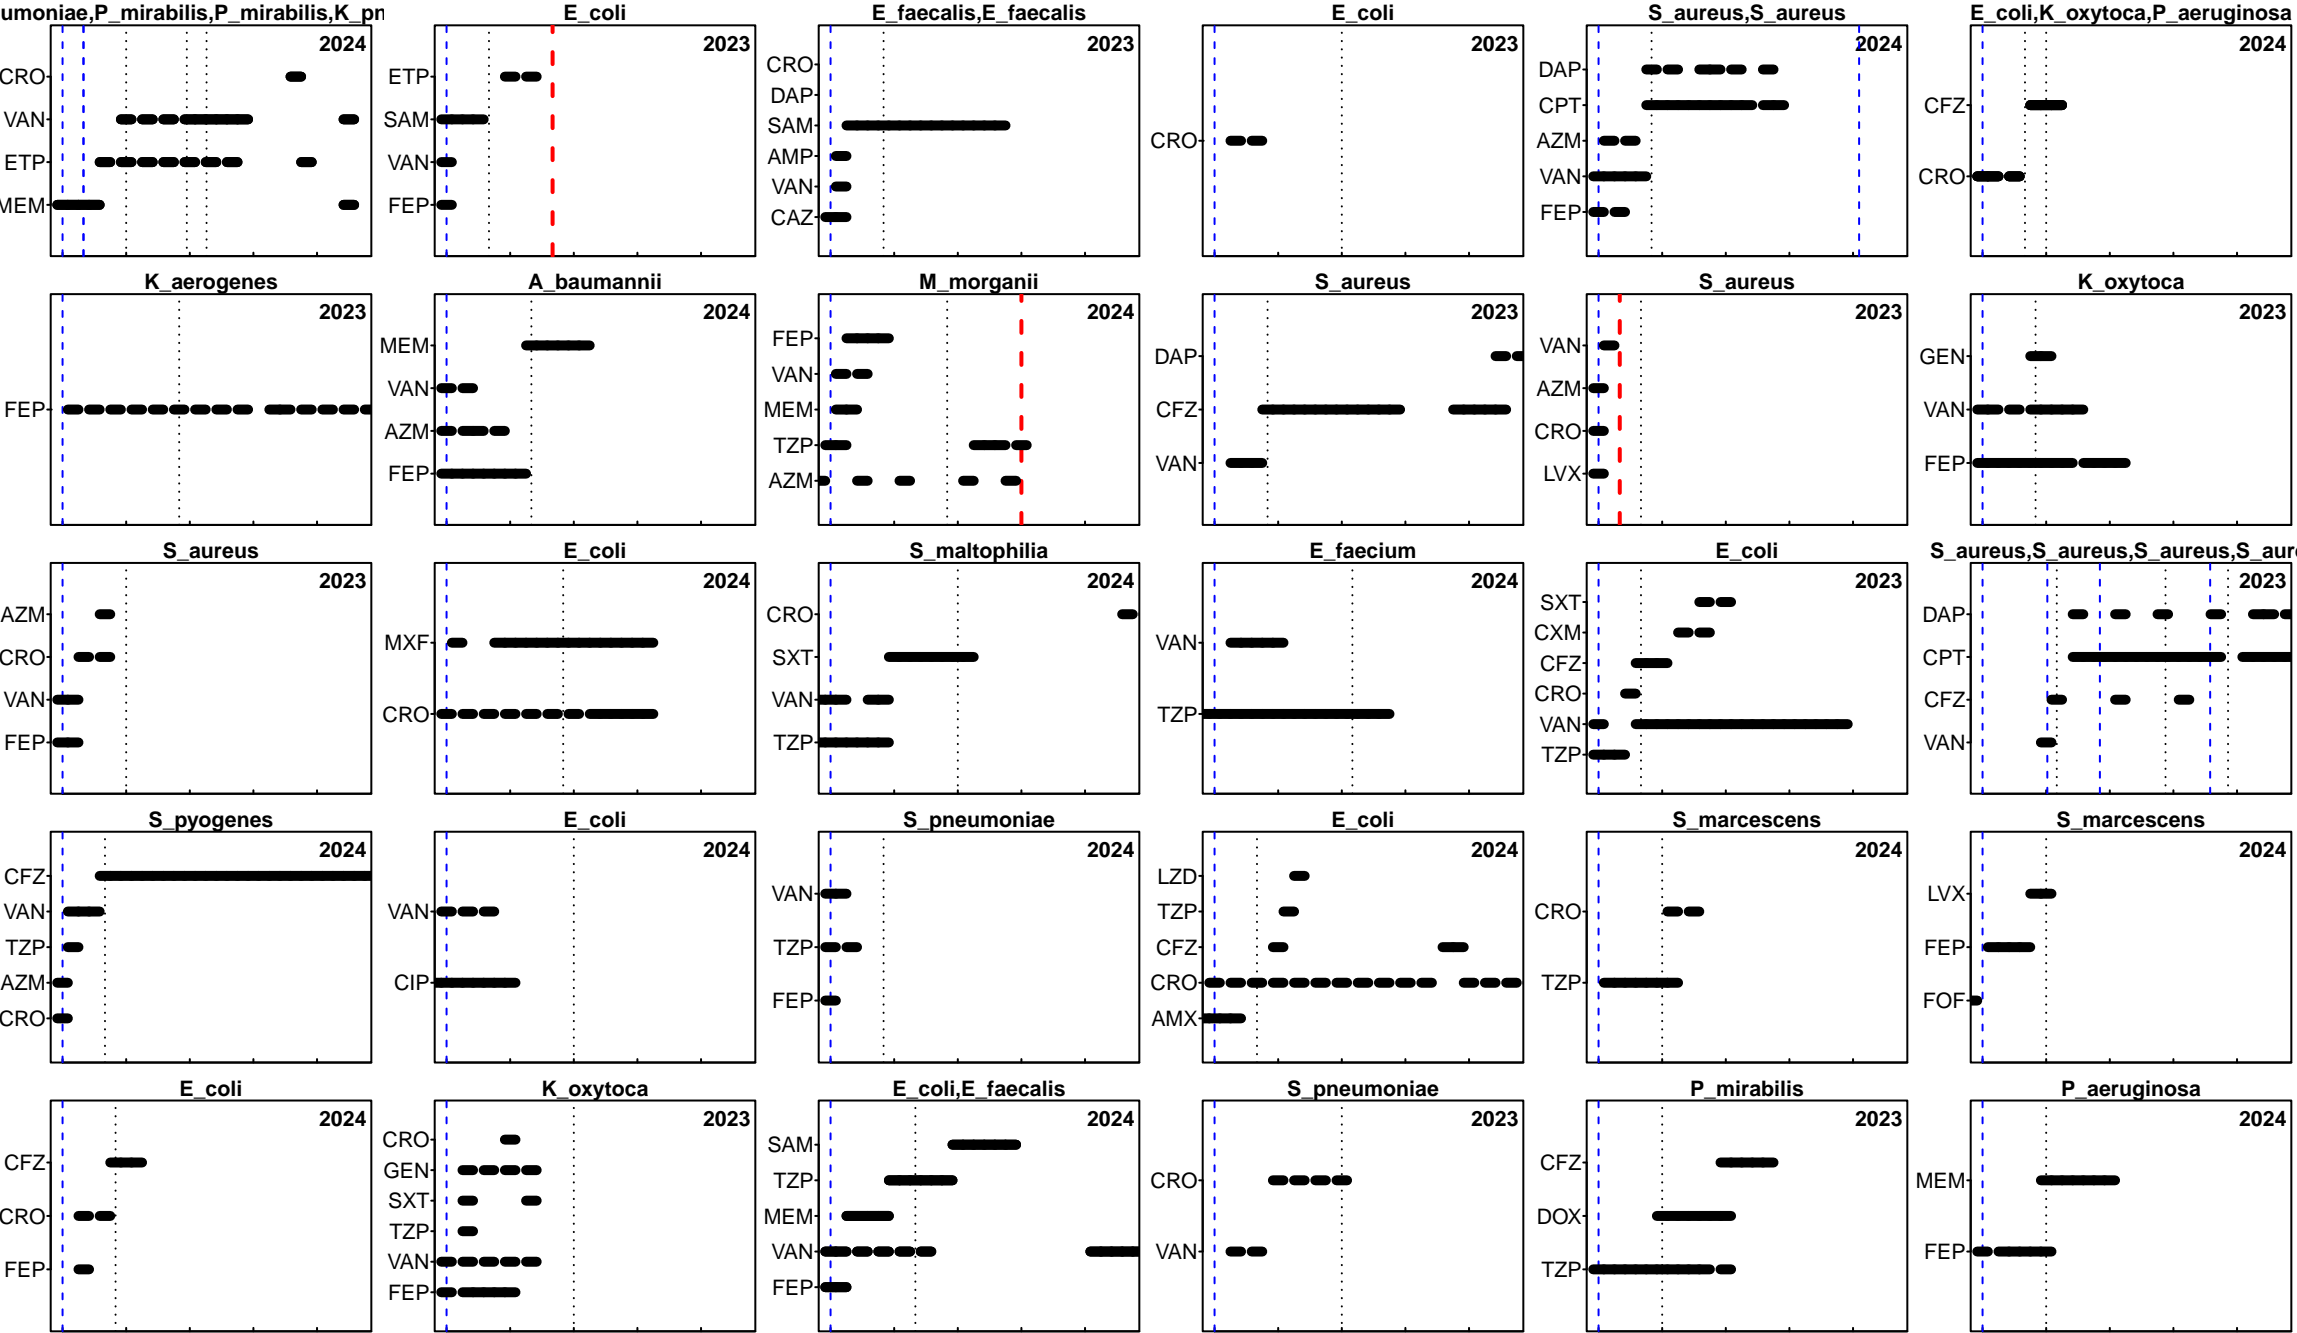 umoniae,P_mirabilis,P_mirabilis,K_pn
2024
CRO
VAN
ETP
MEM
E_coli
2023
ETP
SAM
VAN
FEP
E_faecalis,E_faecalis
2023
CRO
DAP
SAM
AMP
VAN
CAZ
E_coli
2023
CRO
S_aureus,S_aureus
2024
DAP
CPT
AZM
VAN
FEP
E_coli,K_oxytoca,P_aeruginosa
2024
CFZ
CRO
K_aerogenes
2023
FEP
A_baumannii
2024
MEM
VAN
AZM
FEP
M_morganii
2024
FEP
VAN
MEM
TZP
AZM
S_aureus
2023
DAP
CFZ
VAN
S_aureus
2023
VAN
AZM
CRO
LVX
K_oxytoca
2023
GEN
VAN
FEP
S_aureus
2023
AZM
CRO
VAN
FEP
E_coli
2024
MXF
CRO
S_maltophilia
2024
CRO
SXT
VAN
TZP
E_faecium
2024
VAN
TZP
E_coli
2023
SXT
CXM
CFZ
CRO
VAN
TZP
S_aureus,S_aureus,S_aureus,S_aure
2023
DAP
CPT
CFZ
VAN
S_pyogenes
2024
CFZ
VAN
TZP
AZM
CRO
E_coli
2024
VAN
CIP
S_pneumoniae
2024
VAN
TZP
FEP
E_coli
2024
LZD
TZP
CFZ
CRO
AMX
S_marcescens
2024
CRO
TZP
S_marcescens
2024
LVX
FEP
FOF
E_coli
2024
CFZ
CRO
FEP
K_oxytoca
2023
CRO
GEN
SXT
TZP
VAN
FEP
E_coli,E_faecalis
2024
SAM
TZP
MEM
VAN
FEP
S_pneumoniae
2023
CRO
VAN
P_mirabilis
2023
CFZ
DOX
TZP
P_aeruginosa
2024
MEM
FEP